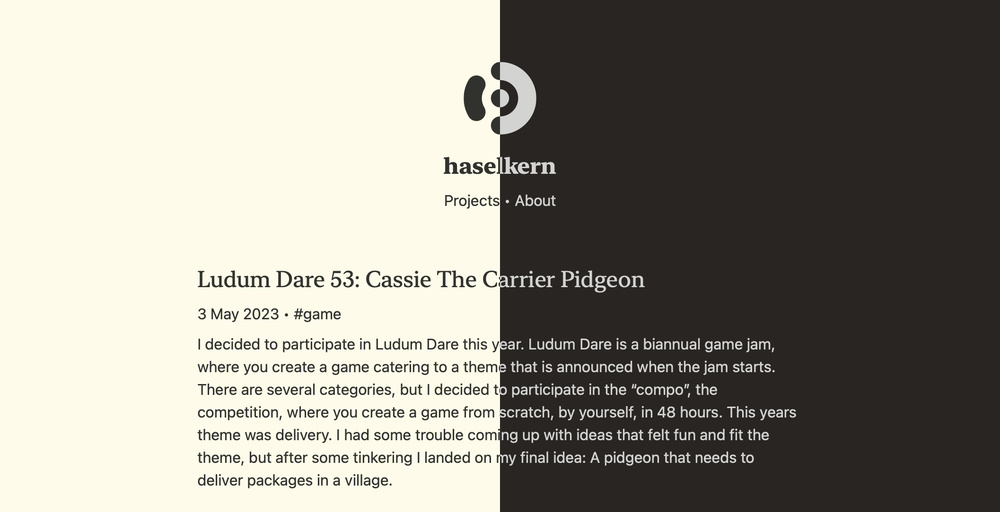 haselkern
Projects • About
Ludum Dare 53: Cassie The Carrier Pidgeon
3 May 2023 • #game
I decided to participate in Ludum Dare this year. Ludum Dare is a biannual game jam,
where you create a game catering to a theme that is announced when the jam starts.
There are several categories, but I decided to participate in the “compo”, the
competition, where you create a game from scratch, by yourself, in 48 hours. This years
theme was delivery. I had some trouble coming up with ideas that felt fun and fit the
theme, but after some tinkering I landed on my final idea: A pidgeon that needs to
deliver packages in a village.